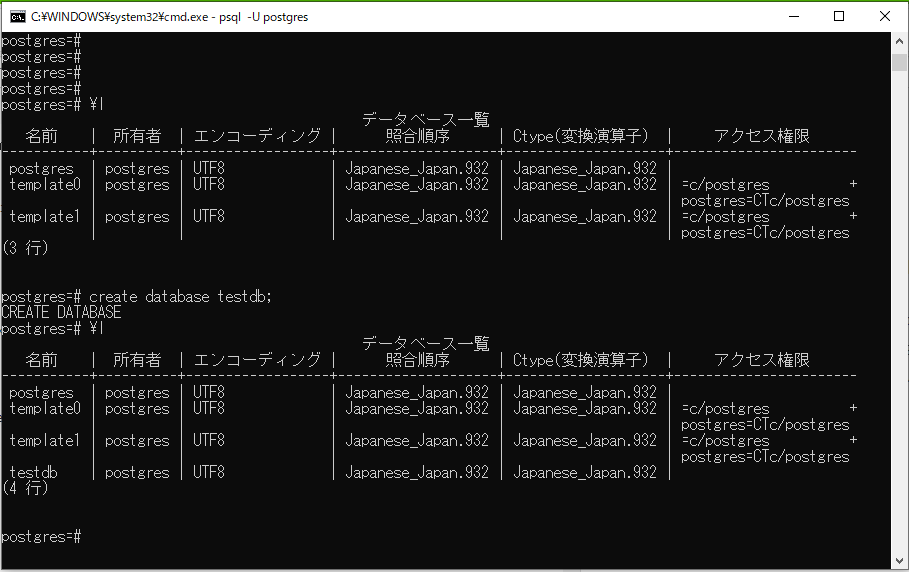 C:¥WINDOWS¥system32¥cmd.exe - psql  -U postgres
postgres=#
postgres=#
postgres=#
postgres=#
postgres=# ¥l
データベース一覧
名前 | 所有者 | エンコーディング | 照合順序 | Ctype(変換演算子) | アクセス権限
-----------+----------+------------------+--------------------+--------------------+-----------------------
postgres | postgres | UTF8 | Japanese_Japan.932 | Japanese_Japan.932 |
template0 | postgres | UTF8 | Japanese_Japan.932 | Japanese_Japan.932 | =c/postgres +
| | | | | postgres=CTc/postgres
template1 | postgres | UTF8 | Japanese_Japan.932 | Japanese_Japan.932 | =c/postgres +
| | | | | postgres=CTc/postgres
(3 行)
postgres=# create database testdb;
CREATE DATABASE
postgres=# ¥l
データベース一覧
名前 | 所有者 | エンコーディング | 照合順序 | Ctype(変換演算子) | アクセス権限
-----------+----------+------------------+--------------------+--------------------+-----------------------
postgres | postgres | UTF8 | Japanese_Japan.932 | Japanese_Japan.932 |
template0 | postgres | UTF8 | Japanese_Japan.932 | Japanese_Japan.932 | =c/postgres +
| | | | | postgres=CTc/postgres
template1 | postgres | UTF8 | Japanese_Japan.932 | Japanese_Japan.932 | =c/postgres +
| | | | | postgres=CTc/postgres
testdb | postgres | UTF8 | Japanese_Japan.932 | Japanese_Japan.932 |
(4 行)
postgres=#